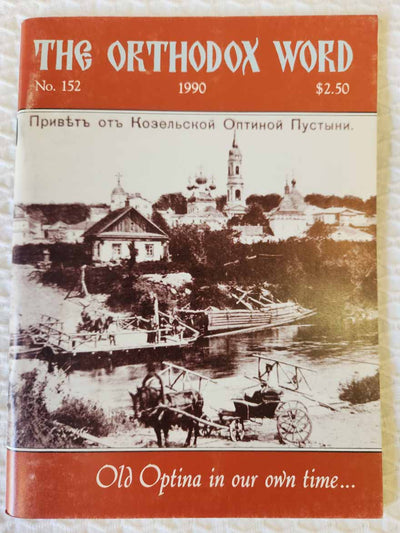 THE ORTHODOX WORD
No. 152 1990 $2.50
Привѣтъ отъ Козельской Оптиной Пустыни.
Old Optina in our own time...